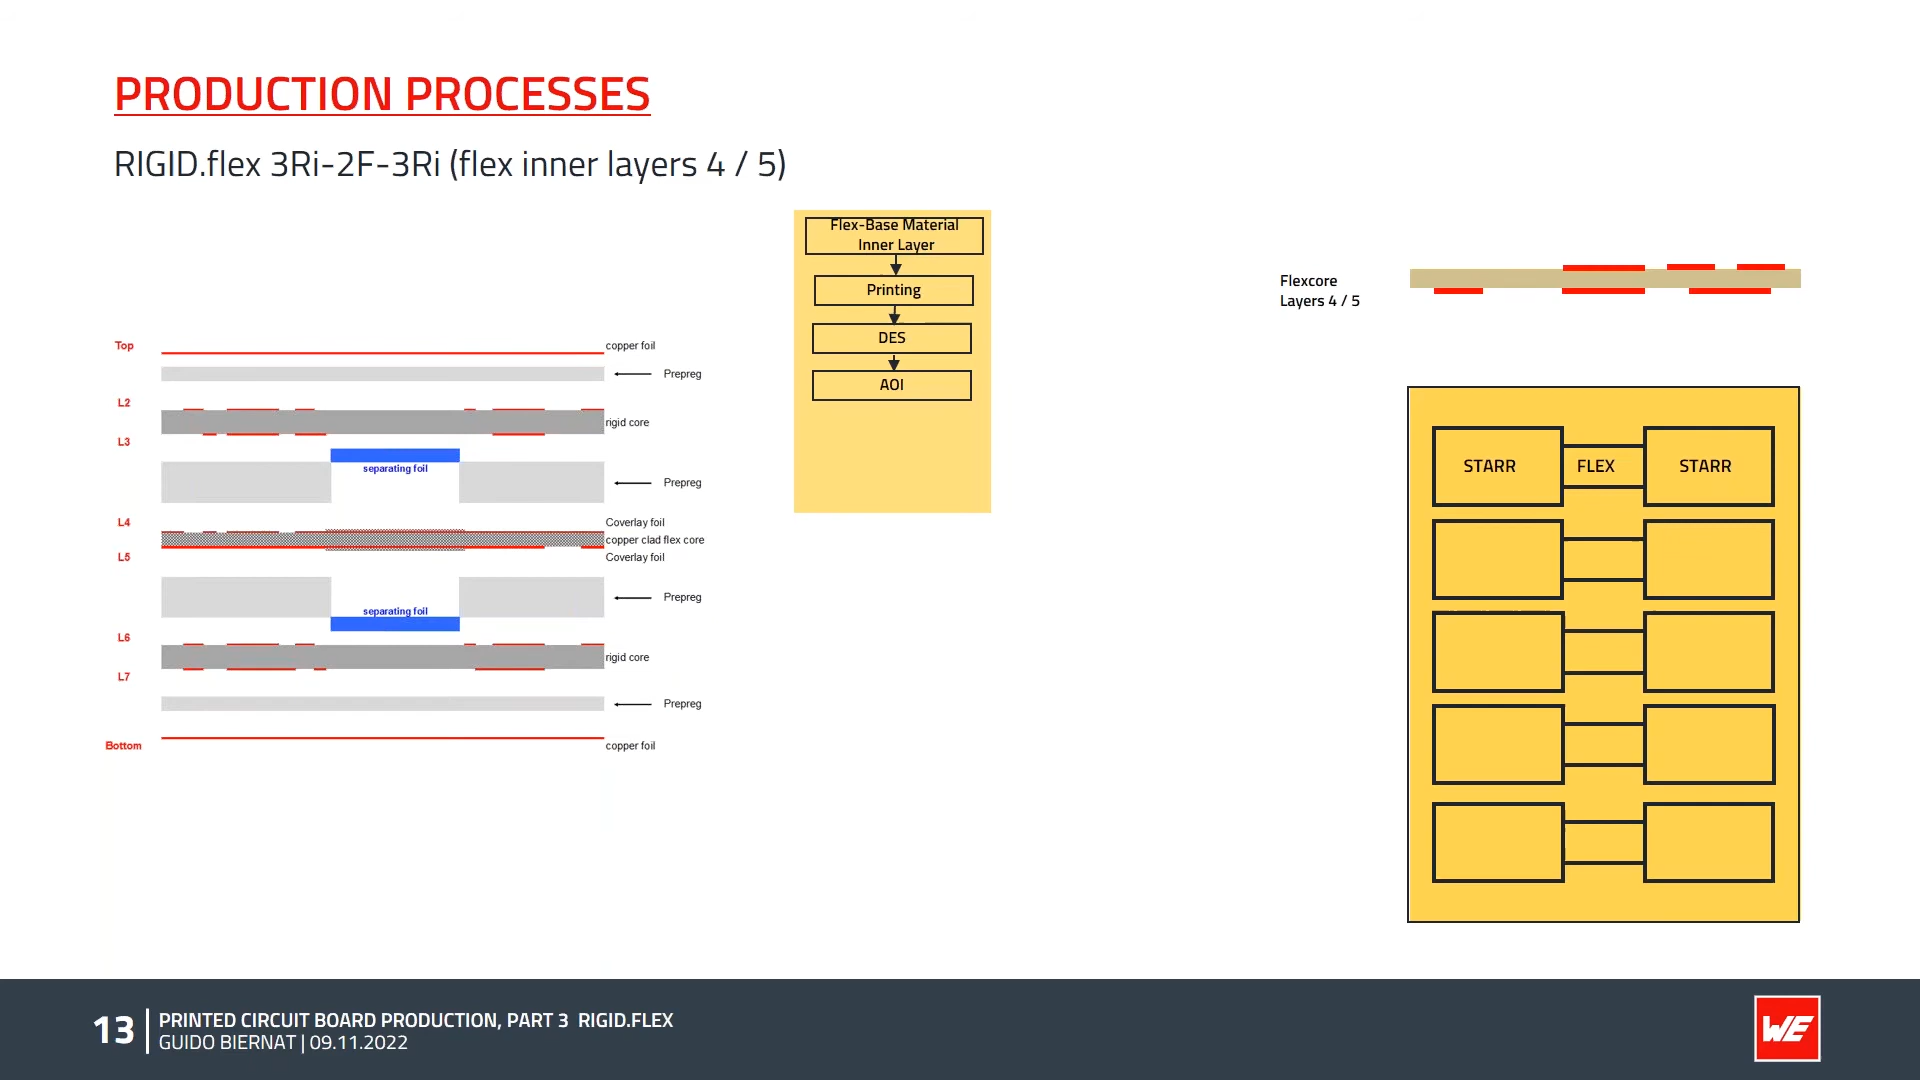 PRODUCTION PROCESSES
RIGID.flex 3Ri-2F-3Ri (flex inner layers 4 / 5)
Top
copper foil
Prepreg
L2
rigid core
L3
separating foil
Prepreg
L4
Coverlay foil
copper clad flex core
L5
Coverlay foil
Prepreg
separating foil
L6
rigid core
L7
Prepreg
Bottom
copper foil
Flex-Base Material
Inner Layer
Printing
DES
AOI
Flexcore
Layers 4 / 5
STARR
FLEX
STARR
13
PRINTED CIRCUIT BOARD PRODUCTION, PART 3 RIGID.FLEX
GUIDO BIERNAT | 09.11.2022
WE